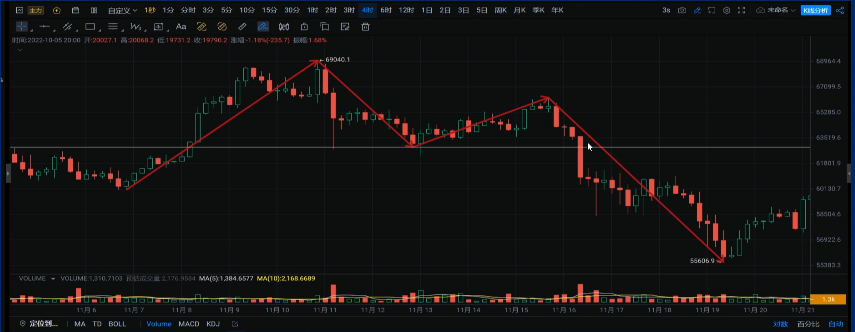 主力 自定义 1秒 1分 3分 5分 10分 15分 30分 1时 2时 3时 4时 6时 12时 1日 2日 3日 5日 周K 月K 季K 年K 3s 未命名 K线分析
Aa
时间:2022-10-05 20:00 开:20027.1 高:20068.2 低:19731.2 收:19790.2 涨幅:-1.18%(-235.7) 振幅:1.68%
69040.1
68964.4
67099.5
65285.0
63519.6
61801.9
60130.7
58504.6
56922.6
55383.3
55606.9
VOLUME VOLUME:1,310.7103 预估成交量:2,176.9584 MA(5):1,384.6577 MA(10):2,168.6689
1.3k
11月 6 11月 7 11月 8 11月 9 11月 10 11月 11 11月 12 11月 13 11月 14 11月 15 11月 16 11月 17 11月 18 11月 19 11月 20 11月 21
定位到... MA TD BOLL Volume MACD KDJ 对数 百分比 自动